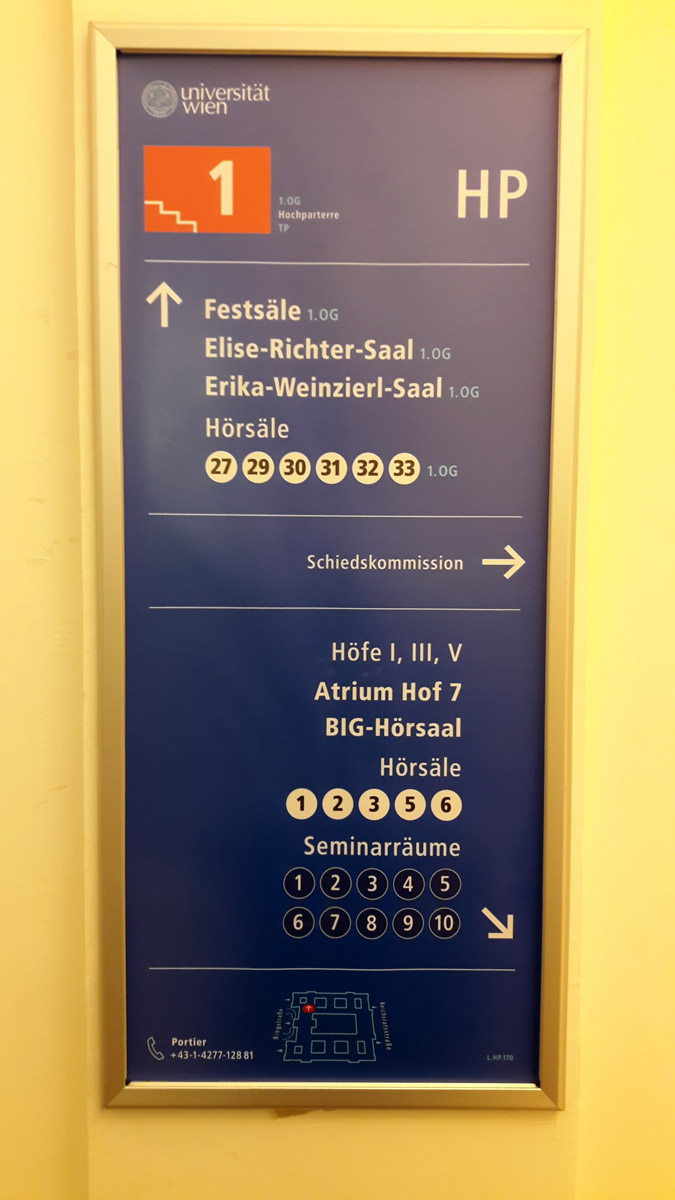 universität
wien
1
1.OG
Hochparterre
TP
HP
Festsäle 1.OG
Elise-Richter-Saal 1.OG
Erika-Weinzierl-Saal 1.OG
Hörsäle
27 29 30 31 32 33 1.OG
Schiedskommission
Höfe I, III, V
Atrium Hof 7
BIG-Hörsaal
Hörsäle
1 2 3 5 6
Seminarräume
1 2 3 4 5
6 7 8 9 10
Ringstraße
Reichsratsstraße
Portier
+43-1-4277-128 81
L.HP.170